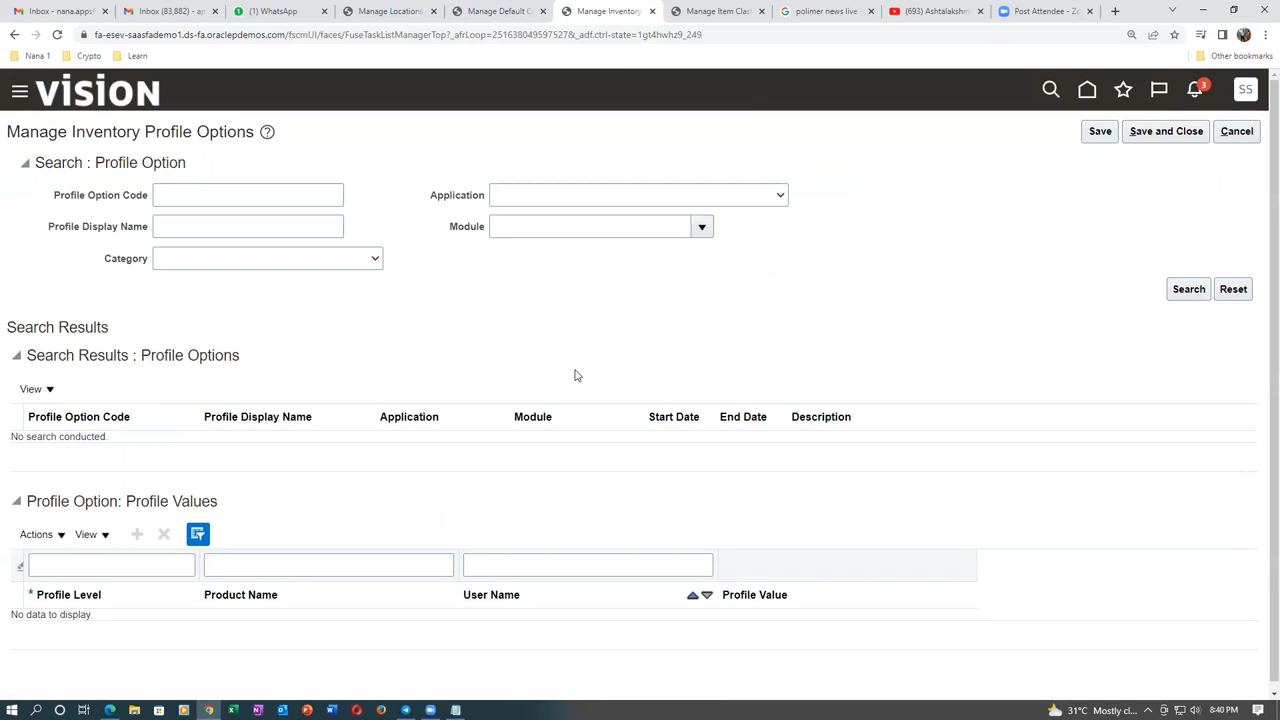 Inbox - nana.apps@
Inbox (83,882) - ap
(1) WhatsApp
Manage Locations
Manage Default C
Manage Inventory
Manage Item Clas
polimer news live
(693) Ashtalakshm
Post Attendee - Zo
fa-esev-saasfademo1.ds-fa.oraclepdemos.com/fscmUI/faces/FuseTaskListManagerTop?_afrLoop=2516380495975278&_adf.ctrl-state=1gt4hwhz9_249
Nana 1 Crypto Learn Other bookmarks
vision 3 SS
Manage Inventory Profile Options Save Save and Close Cancel
Search : Profile Option
Profile Option Code Application
Profile Display Name Module
Category
Search Reset
Search Results
Search Results : Profile Options
View
Profile Option Code Profile Display Name Application Module Start Date End Date Description
No search conducted.
Profile Option: Profile Values
Actions View
* Profile Level Product Name User Name Profile Value
No data to display.
31°C Mostly cl... 8:40 PM